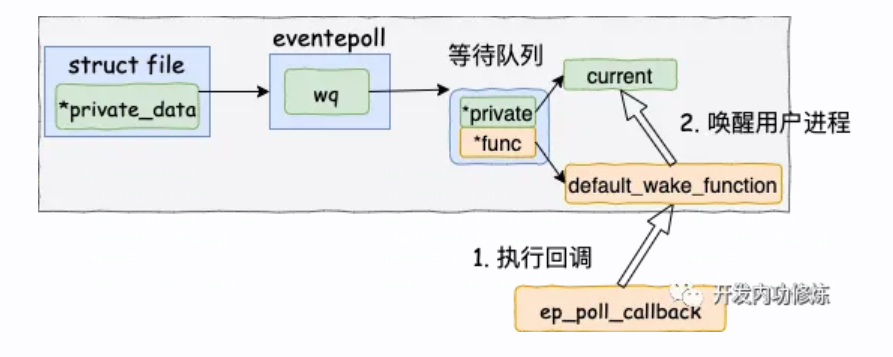 eventepoll
struct file
等待队列
current
*private_data
wq
*private
*func
2. 唤醒用户进程
default_wake_function
1. 执行回调
开发内功修炼
ep_poll_callback